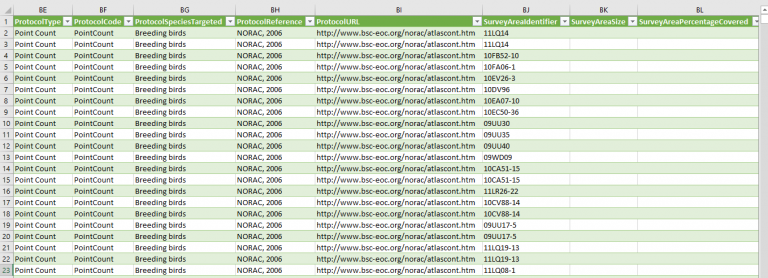 BE BF BG BH BI BJ BK BL
1 ProtocolType ProtocolCode ProtocolSpeciesTargeted ProtocolReference ProtocolURL SurveyAreaIdentifier SurveyAreaSize SurveyAreaPercentageCovered
2 Point Count PointCount Breeding birds NORAC, 2006 http://www.bsc-eoc.org/norac/atlascont.htm 11LQ14
3 Point Count PointCount Breeding birds NORAC, 2006 http://www.bsc-eoc.org/norac/atlascont.htm 11LQ14
4 Point Count PointCount Breeding birds NORAC, 2006 http://www.bsc-eoc.org/norac/atlascont.htm 10FB52-10
5 Point Count PointCount Breeding birds NORAC, 2006 http://www.bsc-eoc.org/norac/atlascont.htm 10FA06-1
6 Point Count PointCount Breeding birds NORAC, 2006 http://www.bsc-eoc.org/norac/atlascont.htm 10EV26-3
7 Point Count PointCount Breeding birds NORAC, 2006 http://www.bsc-eoc.org/norac/atlascont.htm 10DV96
8 Point Count PointCount Breeding birds NORAC, 2006 http://www.bsc-eoc.org/norac/atlascont.htm 10EA07-10
9 Point Count PointCount Breeding birds NORAC, 2006 http://www.bsc-eoc.org/norac/atlascont.htm 10EC50-36
10 Point Count PointCount Breeding birds NORAC, 2006 http://www.bsc-eoc.org/norac/atlascont.htm 09UU30
11 Point Count PointCount Breeding birds NORAC, 2006 http://www.bsc-eoc.org/norac/atlascont.htm 09UU35
12 Point Count PointCount Breeding birds NORAC, 2006 http://www.bsc-eoc.org/norac/atlascont.htm 09UU40
13 Point Count PointCount Breeding birds NORAC, 2006 http://www.bsc-eoc.org/norac/atlascont.htm 09WD09
14 Point Count PointCount Breeding birds NORAC, 2006 http://www.bsc-eoc.org/norac/atlascont.htm 10CA51-15
15 Point Count PointCount Breeding birds NORAC, 2006 http://www.bsc-eoc.org/norac/atlascont.htm 10CA51-15
16 Point Count PointCount Breeding birds NORAC, 2006 http://www.bsc-eoc.org/norac/atlascont.htm 11LR26-22
17 Point Count PointCount Breeding birds NORAC, 2006 http://www.bsc-eoc.org/norac/atlascont.htm 10CV88-14
18 Point Count PointCount Breeding birds NORAC, 2006 http://www.bsc-eoc.org/norac/atlascont.htm 10CV88-14
19 Point Count PointCount Breeding birds NORAC, 2006 http://www.bsc-eoc.org/norac/atlascont.htm 09UU17-5
20 Point Count PointCount Breeding birds NORAC, 2006 http://www.bsc-eoc.org/norac/atlascont.htm 09UU17-5
21 Point Count PointCount Breeding birds NORAC, 2006 http://www.bsc-eoc.org/norac/atlascont.htm 11LQ19-13
22 Point Count PointCount Breeding birds NORAC, 2006 http://www.bsc-eoc.org/norac/atlascont.htm 11LQ19-13
23 Point Count PointCount Breeding birds NORAC, 2006 http://www.bsc-eoc.org/norac/atlascont.htm 11LQ08-1